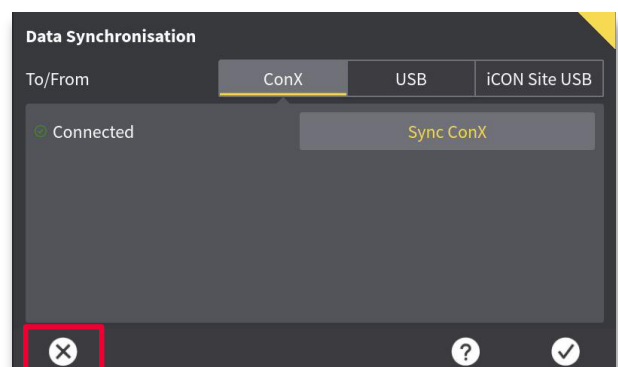 Data Synchronisation
To/From ConX USB iCON Site USB
Connected Sync ConX
?